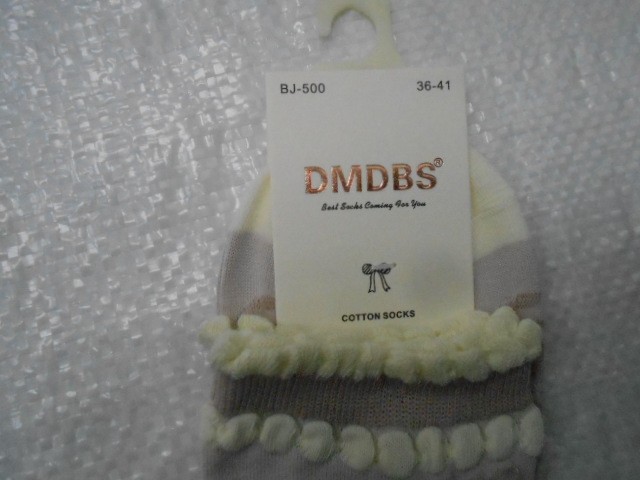 BJ-500 36-41
DMDBS®
Best Socks Coming For You
COTTON SOCKS